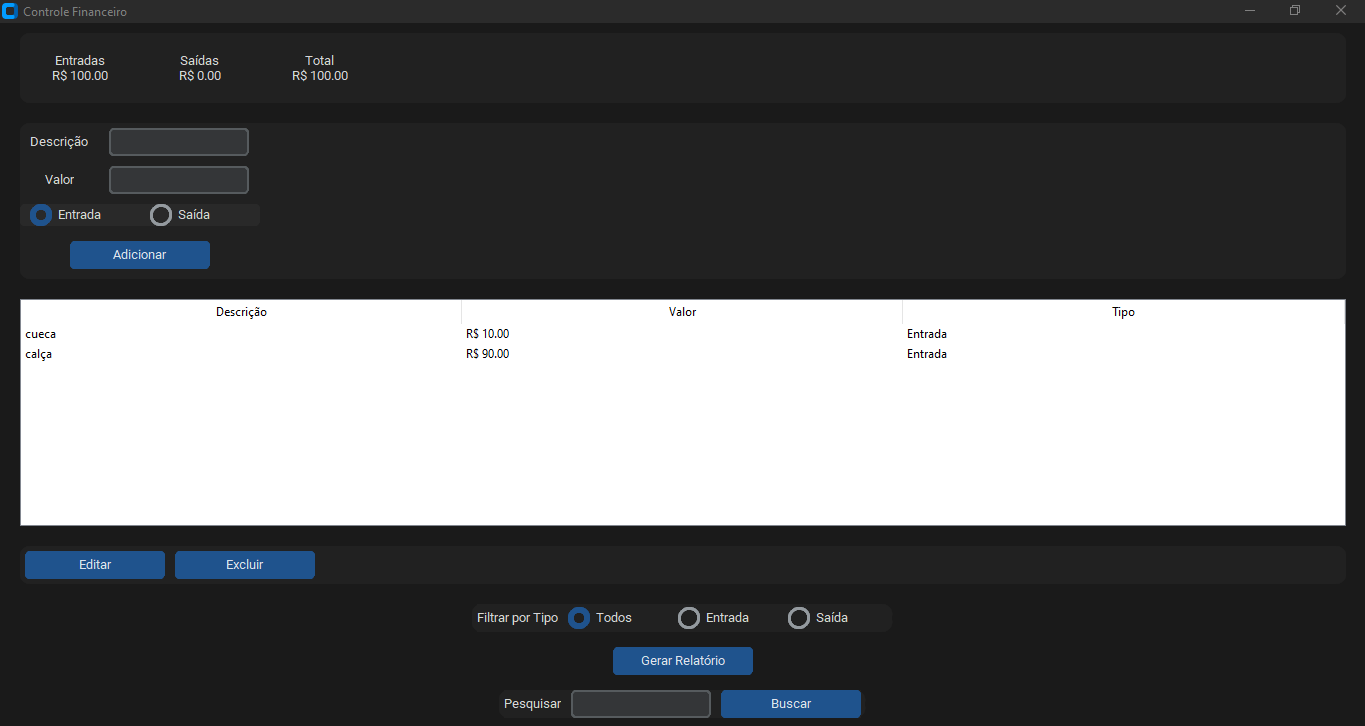 Controle Financeiro
Entradas Saídas Total
R$ 100.00 R$ 0.00 R$ 100.00
Descrição
Valor
Entrada Saída
Adicionar
Descrição Valor Tipo
cueca R$ 10.00 Entrada
calça R$ 90.00 Entrada
Editar Excluir
Filtrar por Tipo Todos Entrada Saída
Gerar Relatório
Pesquisar Buscar